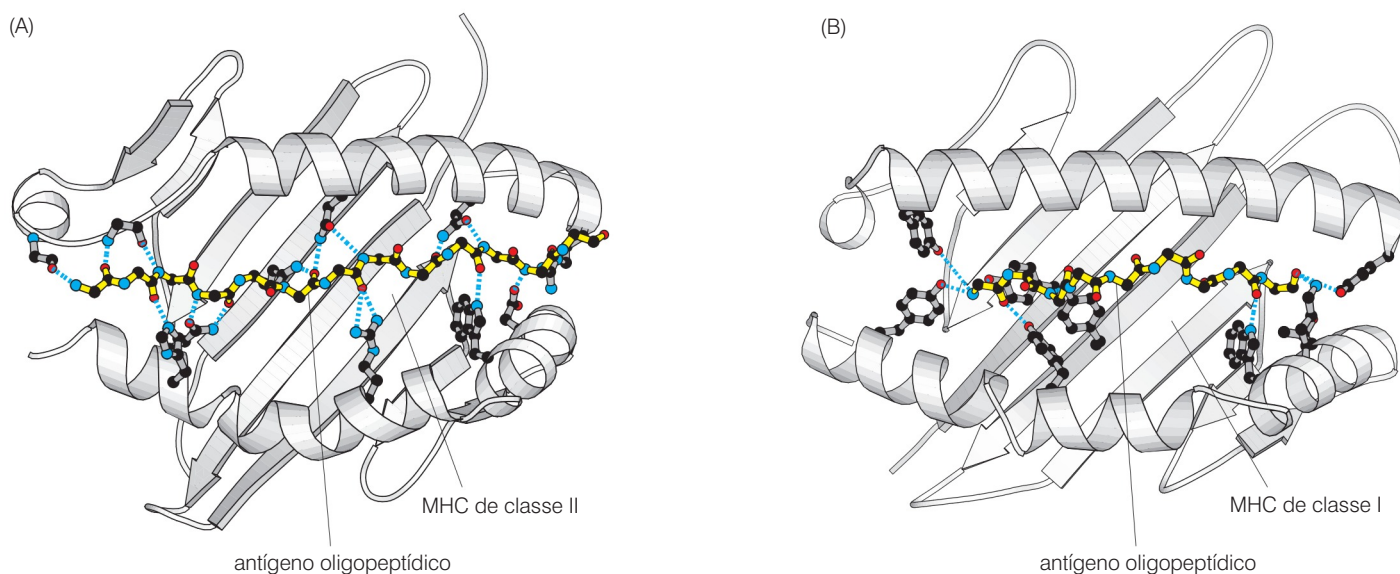 (A)
MHC de classe II
antígeno oligopeptídico
(B)
MHC de classe I
antígeno oligopeptídico